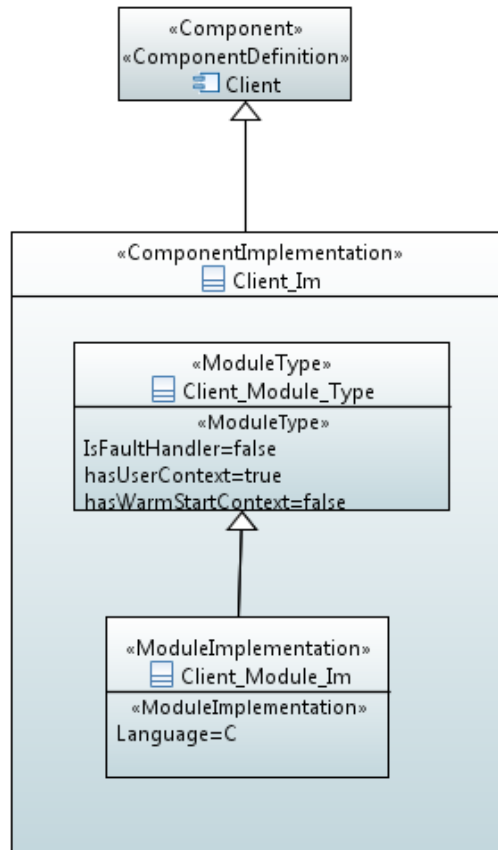 «Component»
«ComponentDefinition»
Client
«ComponentImplementation»
Client_Im
«ModuleType»
Client_Module_Type
«ModuleType»
IsFaultHandler=false
hasUserContext=true
hasWarmStartContext=false
«ModuleImplementation»
Client_Module_Im
«ModuleImplementation»
Language=C